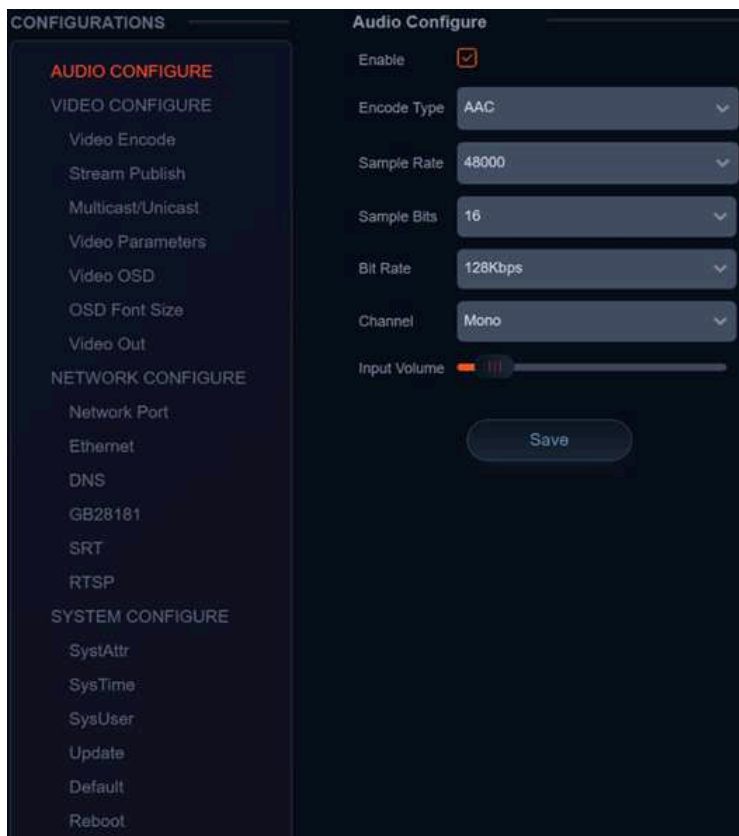 CONFIGURATIONS
AUDIO CONFIGURE
VIDEO CONFIGURE
Video Encode
Stream Publish
Multicast/Unicast
Video Parameters
Video OSD
OSD Font Size
Video Out
NETWORK CONFIGURE
Network Port
Ethernet
DNS
GB28181
SRT
RTSP
SYSTEM CONFIGURE
SystAttr
SysTime
SysUser
Update
Default
Reboot
Audio Configure
Enable
Encode Type AAC
Sample Rate 48000
Sample Bits 16
Bit Rate 128Kbps
Channel Mono
Input Volume
Save